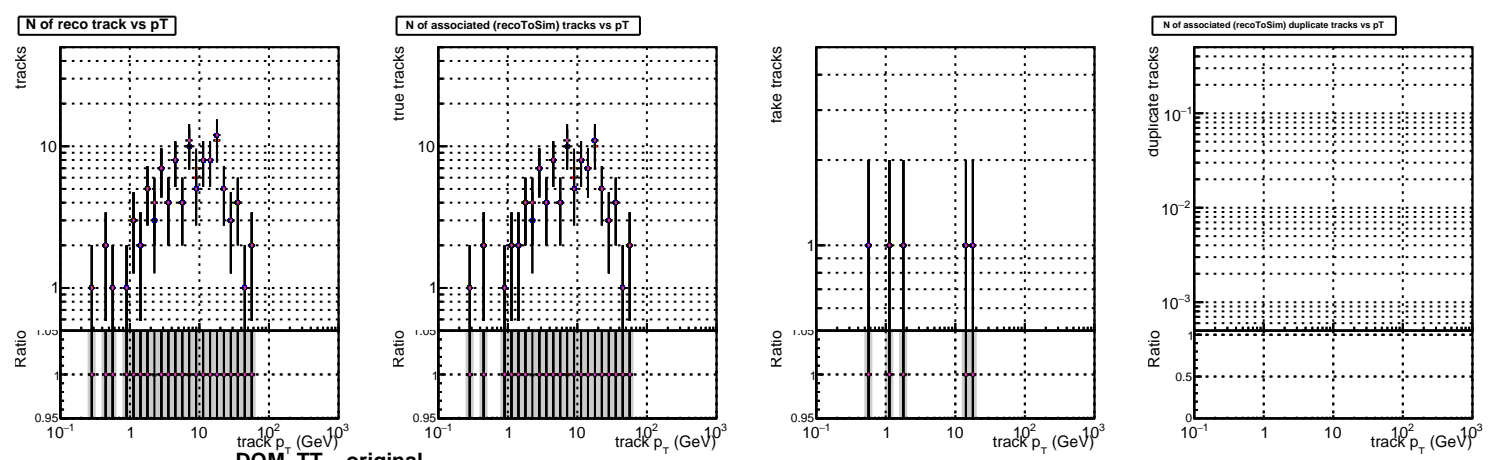 N of reco track vs pT
N of associated (recoToSim) tracks vs pT
N of associated (recoToSim) duplicate tracks vs pT
tracks
true tracks
fake tracks
duplicate tracks
10
1
10
1
1
10⁻¹
10⁻²
10⁻³
Ratio
1.05
1
0.95
Ratio
1.05
1
0.95
Ratio
1.05
1
0.95
Ratio
1
0.5
0
10⁻¹ 1 10 10² 10³
track p_T (GeV)
10⁻¹ 1 10 10² 10³
track p_T (GeV)
10⁻¹ 1 10 10² 10³
track p_T (GeV)
10⁻¹ 1 10 10² 10³
track p_T (GeV)
original